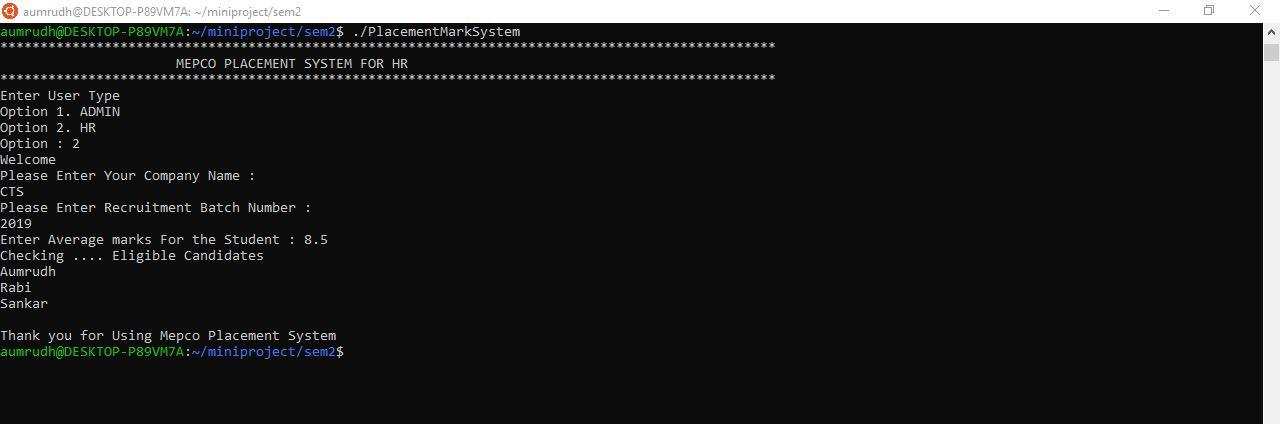 aumrudh@DESKTOP-P89VM7A: ~/miniproject/sem2
aumrudh@DESKTOP-P89VM7A:~/miniproject/sem2$ ./PlacementMarkSystem
*************************************************************************************************
MEPCO PLACEMENT SYSTEM FOR HR
*************************************************************************************************
Enter User Type
Option 1. ADMIN
Option 2. HR
Option : 2
Welcome
Please Enter Your Company Name :
CTS
Please Enter Recruitment Batch Number :
2019
Enter Average marks For the Student : 8.5
Checking .... Eligible Candidates
Aumrudh
Rabi
Sankar
Thank you for Using Mepco Placement System
aumrudh@DESKTOP-P89VM7A:~/miniproject/sem2$